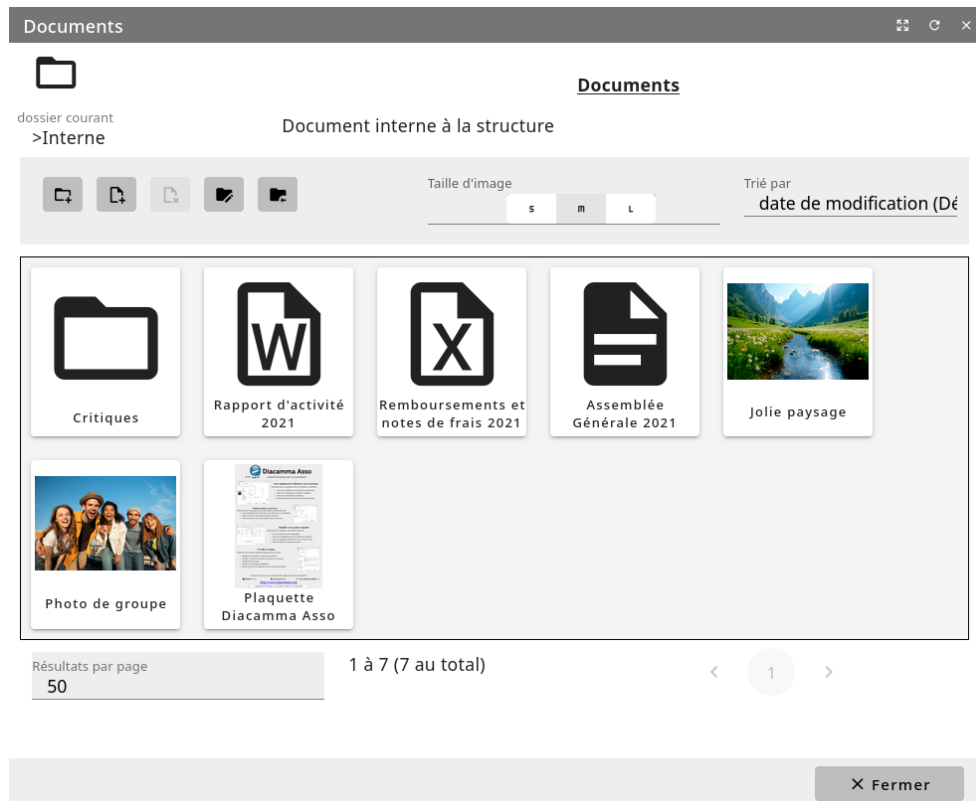 Documents
Documents
dossier courant
>Interne
Document interne à la structure
Taille d'image
S
m
L
Trié par
date de modification (Dé
W
X
Critiques
Rapport d'activité
2021
Remboursements et
notes de frais 2021
Assemblée
Générale 2021
Jolie paysage
Diacamma Asso
Photo de groupe
Plaquette
Diacamma Asso
Résultats par page
50
1 à 7 (7 au total)
1
Fermer